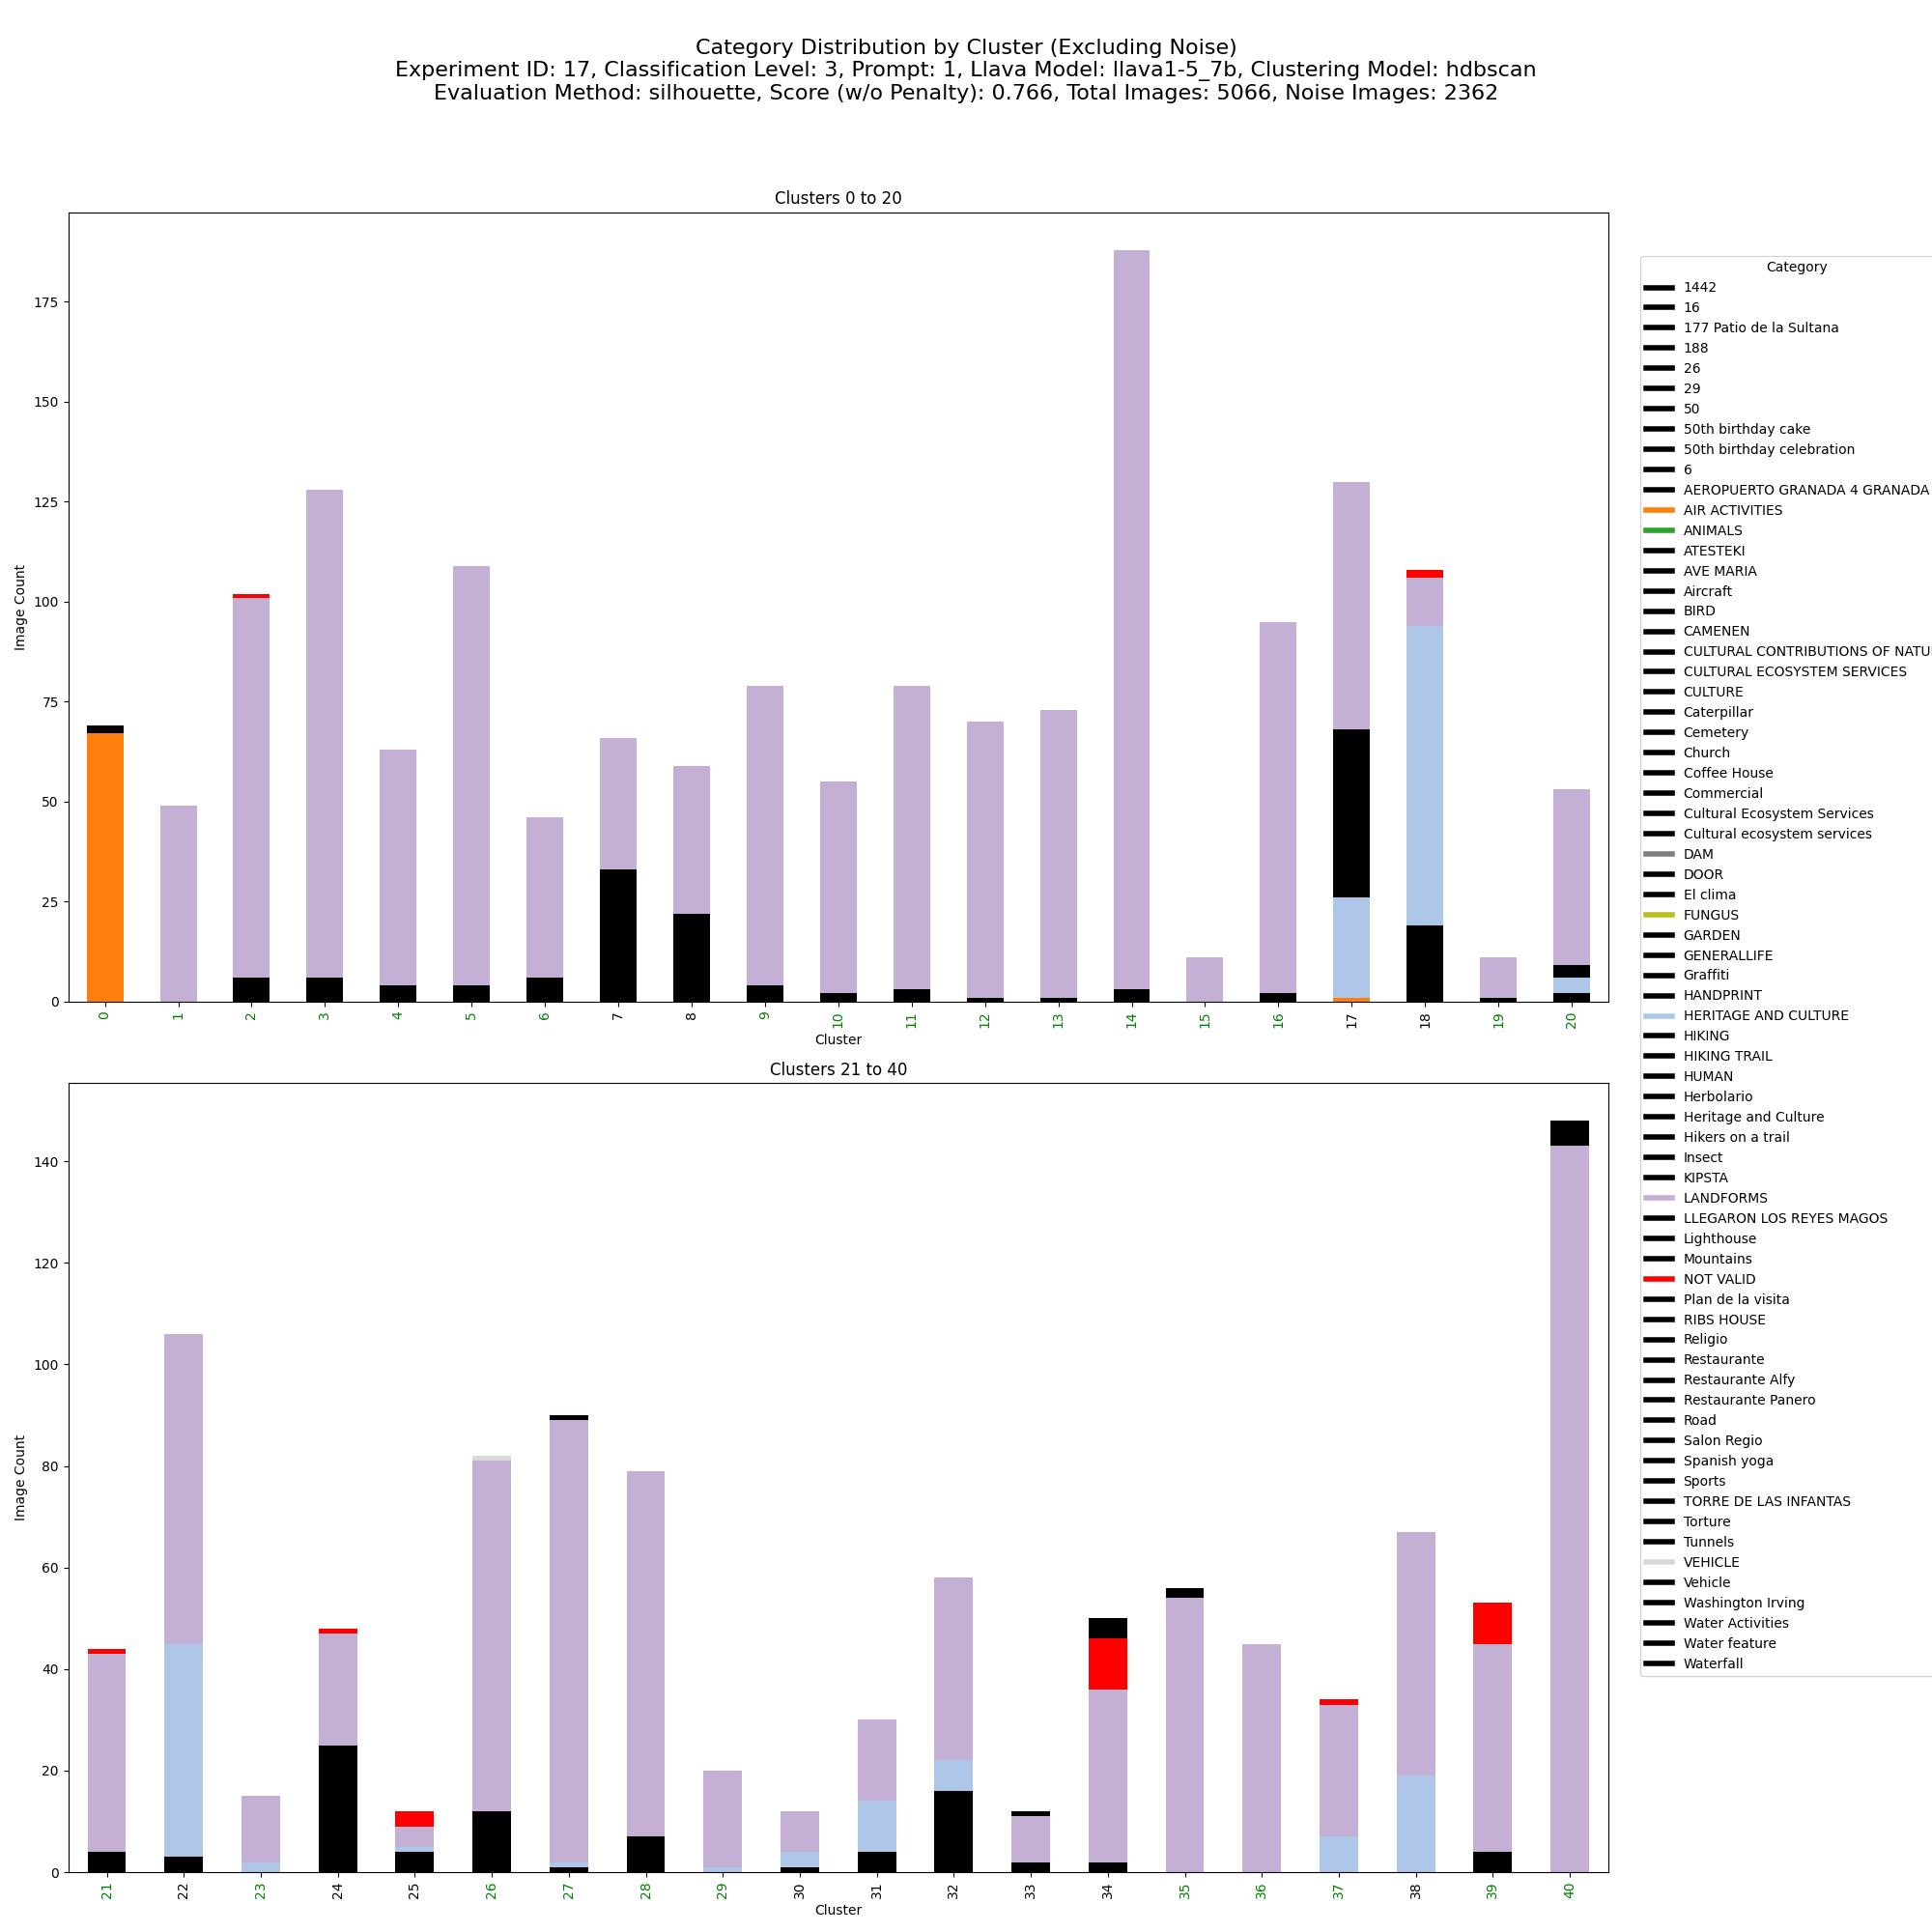 Category Distribution by Cluster (Excluding Noise)
Experiment ID: 17, Classification Level: 3, Prompt: 1, Llava Model: llava1-5_7b, Clustering Model: hdbscan
Evaluation Method: silhouette, Score (w/o Penalty): 0.766, Total Images: 5066, Noise Images: 2362
Clusters 0 to 20
Image Count
175
150
125
100
75
50
25
0
0 1 2 3 4 5 6 7 8 9 10 11 12 13 14 15 16 17 18 19 20
Cluster
Clusters 21 to 40
Image Count
140
120
100
80
60
40
20
0
21 22 23 24 25 26 27 28 29 30 31 32 33 34 35 36 37 38 39 40
Cluster
Category
1442
16
177 Patio de la Sultana
188
26
29
50
50th birthday cake
50th birthday celebration
6
AEROPUERTO GRANADA 4 GRANADA
AIR ACTIVITIES
ANIMALS
ATESTEKI
AVE MARIA
Aircraft
BIRD
CAMENEN
CULTURAL CONTRIBUTIONS OF NATU
CULTURAL ECOSYSTEM SERVICES
CULTURE
Caterpillar
Cemetery
Church
Coffee House
Commercial
Cultural Ecosystem Services
Cultural ecosystem services
DAM
DOOR
El clima
FUNGUS
GARDEN
GENERALLIFE
Graffiti
HANDPRINT
HERITAGE AND CULTURE
HIKING
HIKING TRAIL
HUMAN
Herbolario
Heritage and Culture
Hikers on a trail
Insect
KIPSTA
LANDFORMS
LLEGARON LOS REYES MAGOS
Lighthouse
Mountains
NOT VALID
Plan de la visita
RIBS HOUSE
Religio
Restaurante
Restaurante Alfy
Restaurante Panero
Road
Salon Regio
Spanish yoga
Sports
TORRE DE LAS INFANTAS
Torture
Tunnels
VEHICLE
Vehicle
Washington Irving
Water Activities
Water feature
Waterfall